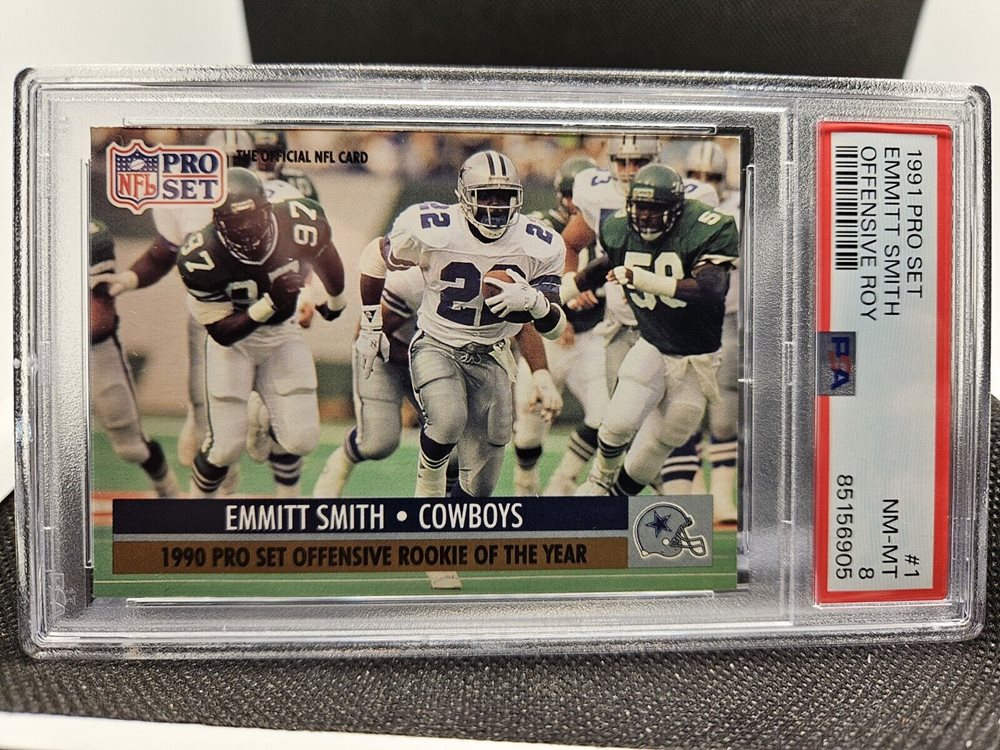 NFL
PRO
SET
THE OFFICIAL NFL CARD
97
97
22
22
59
EMMITT SMITH • COWBOYS
1990 PRO SET OFFENSIVE ROOKIE OF THE YEAR
1991 PRO SET
EMMITT SMITH
OFFENSIVE ROY
PSA
#1
NM-MT
8
85156905